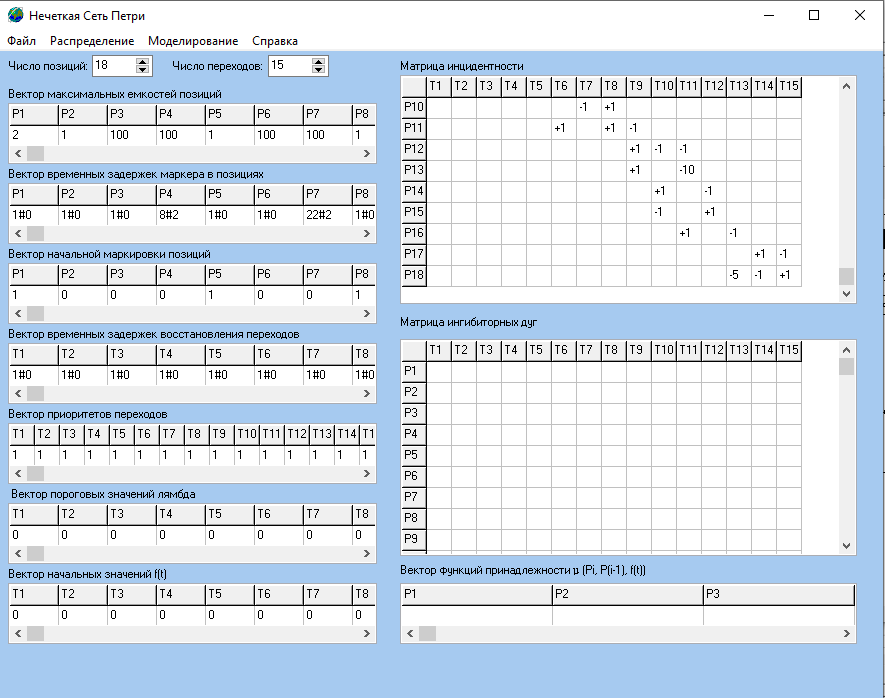 Нечеткая Сеть Петри
Файл Распределение Моделирование Справка
Число позиций: 18 Число переходов: 15
Вектор максимальных емкостей позиций
P1 P2 P3 P4 P5 P6 P7 P8
2 1 100 100 1 100 100 1
Вектор временных задержек маркера в позициях
P1 P2 P3 P4 P5 P6 P7 P8
1#0 1#0 1#0 8#2 1#0 1#0 22#2 1#0
Вектор начальной маркировки позиций
P1 P2 P3 P4 P5 P6 P7 P8
1 0 0 0 1 0 0 1
Вектор временных задержек восстановления переходов
T1 T2 T3 T4 T5 T6 T7 T8
1#0 1#0 1#0 1#0 1#0 1#0 1#0 1#0
Вектор приоритетов переходов
T1 T2 T3 T4 T5 T6 T7 T8 T9 T10 T11 T12 T13 T14 T1
1 1 1 1 1 1 1 1 1 1 1 1 1 1 1
Вектор пороговых значений лямбда
T1 T2 T3 T4 T5 T6 T7 T8
0 0 0 0 0 0 0 0
Вектор начальных значений f(t)
T1 T2 T3 T4 T5 T6 T7 T8
0 0 0 0 0 0 0 0
Матрица инцидентности
T1 T2 T3 T4 T5 T6 T7 T8 T9 T10 T11 T12 T13 T14 T15
P10 -1 +1
P11 +1 +1 -1
P12 +1 -1 -1
P13 +1 -10
P14 +1 -1
P15 -1 +1
P16 +1 -1
P17 +1 -1
P18 -5 -1 +1
Матрица ингибиторных дуг
T1 T2 T3 T4 T5 T6 T7 T8 T9 T10 T11 T12 T13 T14 T15
P1
P2
P3
P4
P5
P6
P7
P8
P9
Вектор функций принадлежности µ (Pi, P(i-1), f(t))
P1 P2 P3